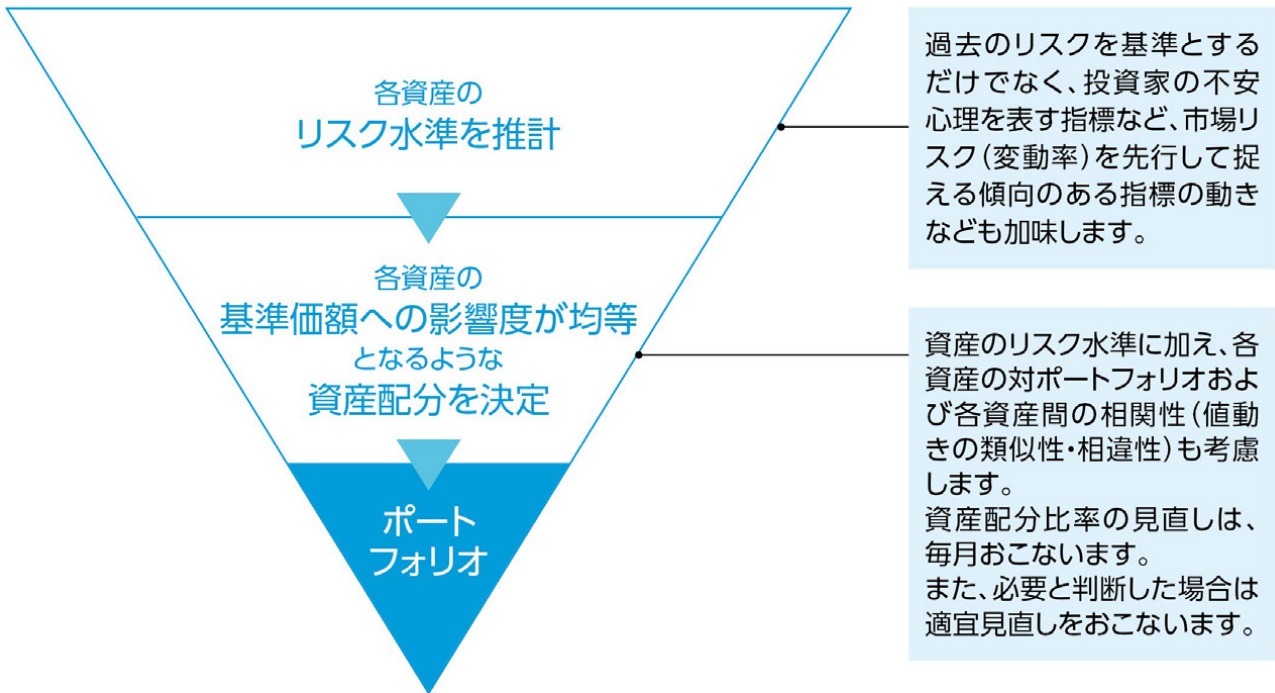 各資産の
リスク水準を推計
各資産の
基準価額への影響度が均等
となるような
資産配分を決定
ポート
フォリオ
過去のリスクを基準とする
だけでなく、投資家の不安
心理を表す指標など、市場リ
スク（変動率）を先行して捉
える傾向のある指標の動き
なども加味します。
資産のリスク水準に加え、各
資産の対ポートフォリオおよ
び各資産間の相関性（値動
きの類似性・相違性）も考慮
します。
資産配分比率の見直しは、
毎月おこないます。
また、必要と判断した場合は
適宜見直しをおこないます。